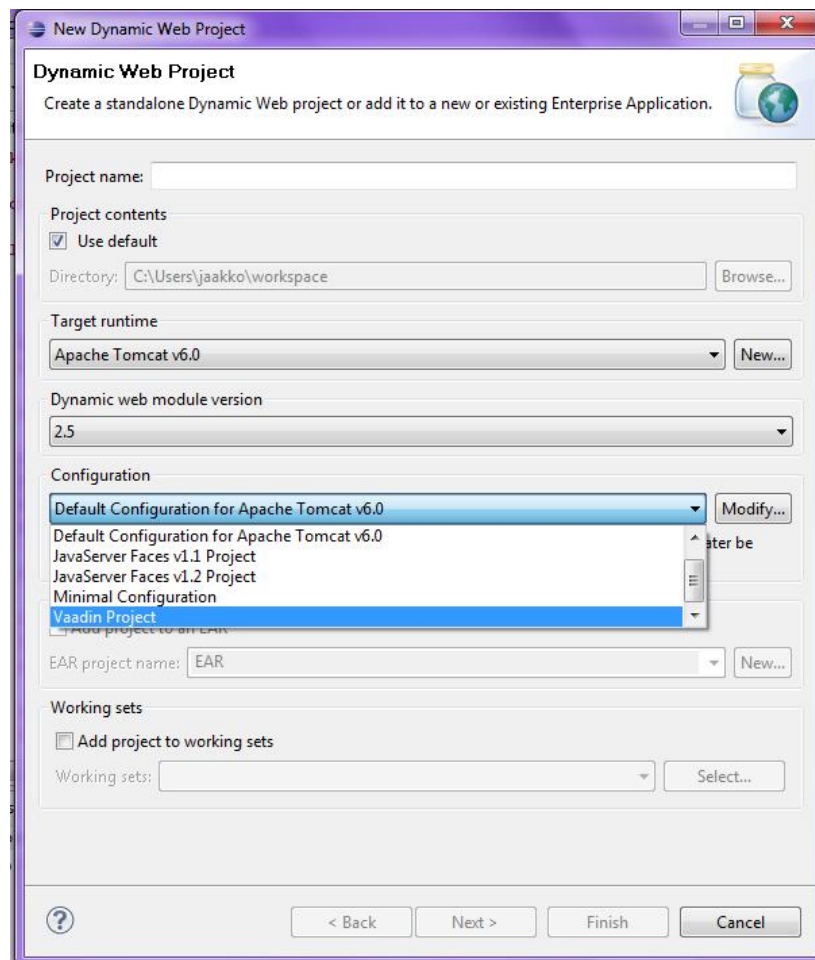 New Dynamic Web Project
Dynamic Web Project
Create a standalone Dynamic Web project or add it to a new or existing Enterprise Application.
Project name:
Project contents
Use default
Directory: C:\Users\jaakko\workspace Browse...
Target runtime
Apache Tomcat v6.0 New...
Dynamic web module version
2.5
Configuration
Default Configuration for Apache Tomcat v6.0 Modify...
Default Configuration for Apache Tomcat v6.0
ater be
JavaServer Faces v1.1 Project
JavaServer Faces v1.2 Project
Minimal Configuration
Vaadin Project
Add project to an EAR
EAR project name: EAR New...
Working sets
Add project to working sets
Working sets: Select...
? < Back Next > Finish Cancel